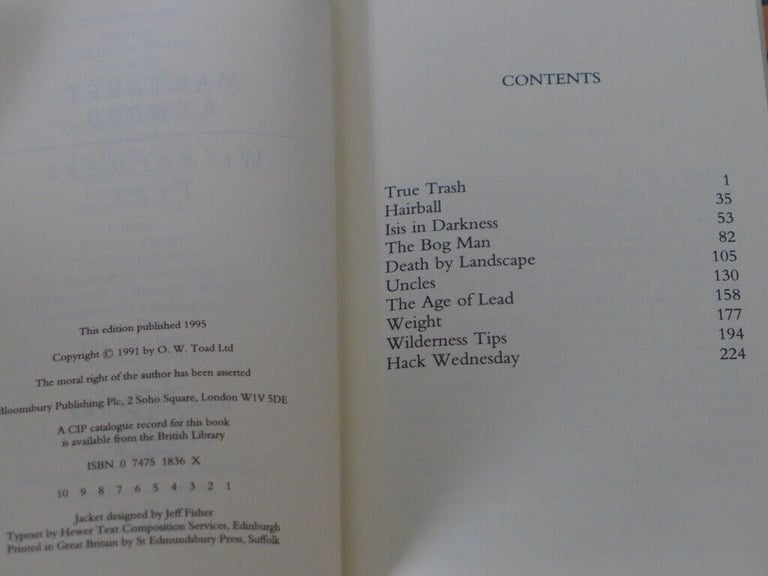 This edition published 1995
Copyright © 1991 by O. W. Toad Ltd
The moral right of the author has been asserted
Bloomsbury Publishing Plc, 2 Soho Square, London W1V 5DE
A CIP catalogue record for this book
is available from the British Library
ISBN 0 7475 1836 X
10 9 8 7 6 5 4 3 2 1
Jacket designed by Jeff Fisher
Typeset by Hewer Text Composition Services, Edinburgh
Printed in Great Britain by St Edmundsbury Press, Suffolk
CONTENTS
True Trash 1
Hairball 35
Isis in Darkness 53
The Bog Man 82
Death by Landscape 105
Uncles 130
The Age of Lead 158
Weight 177
Wilderness Tips 194
Hack Wednesday 224